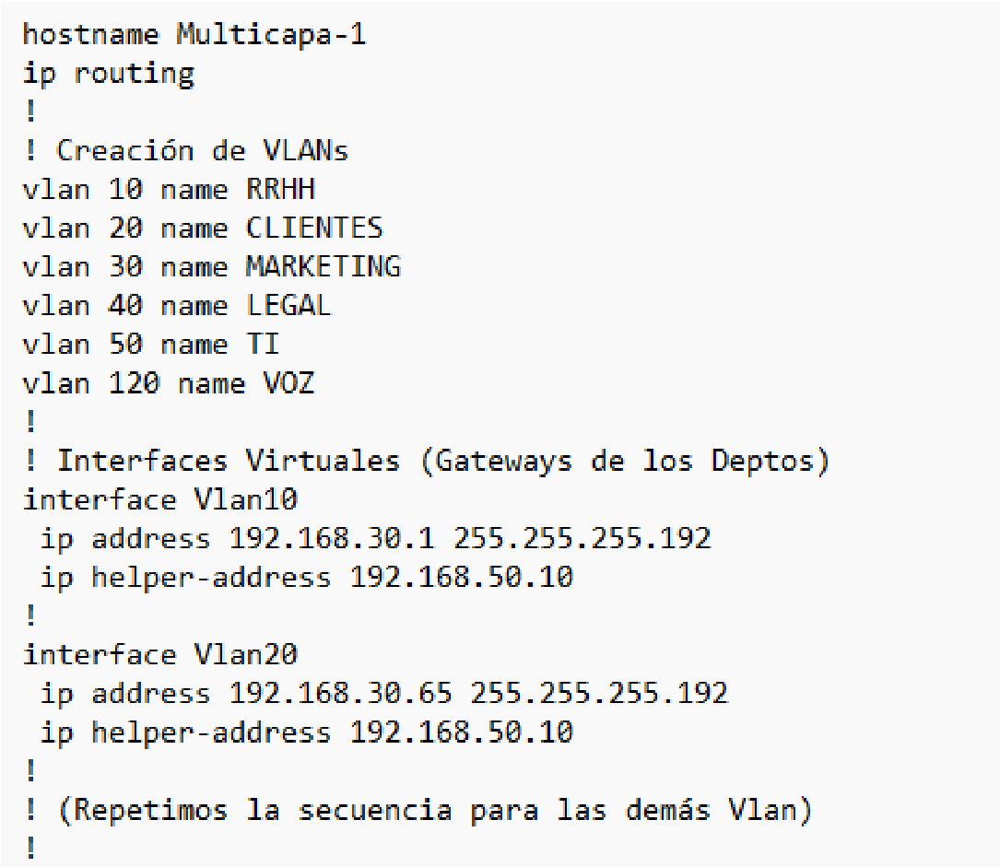 hostname Multicapa-1
ip routing
!
! Creación de VLANs
vlan 10 name RRHH
vlan 20 name CLIENTES
vlan 30 name MARKETING
vlan 40 name LEGAL
vlan 50 name TI
vlan 120 name VOZ
!
! Interfaces Virtuales (Gateways de los Deptos)
interface Vlan10
 ip address 192.168.30.1 255.255.255.192
 ip helper-address 192.168.50.10
!
interface Vlan20
 ip address 192.168.30.65 255.255.255.192
 ip helper-address 192.168.50.10
!
! (Repetimos la secuencia para las demás Vlan)
!